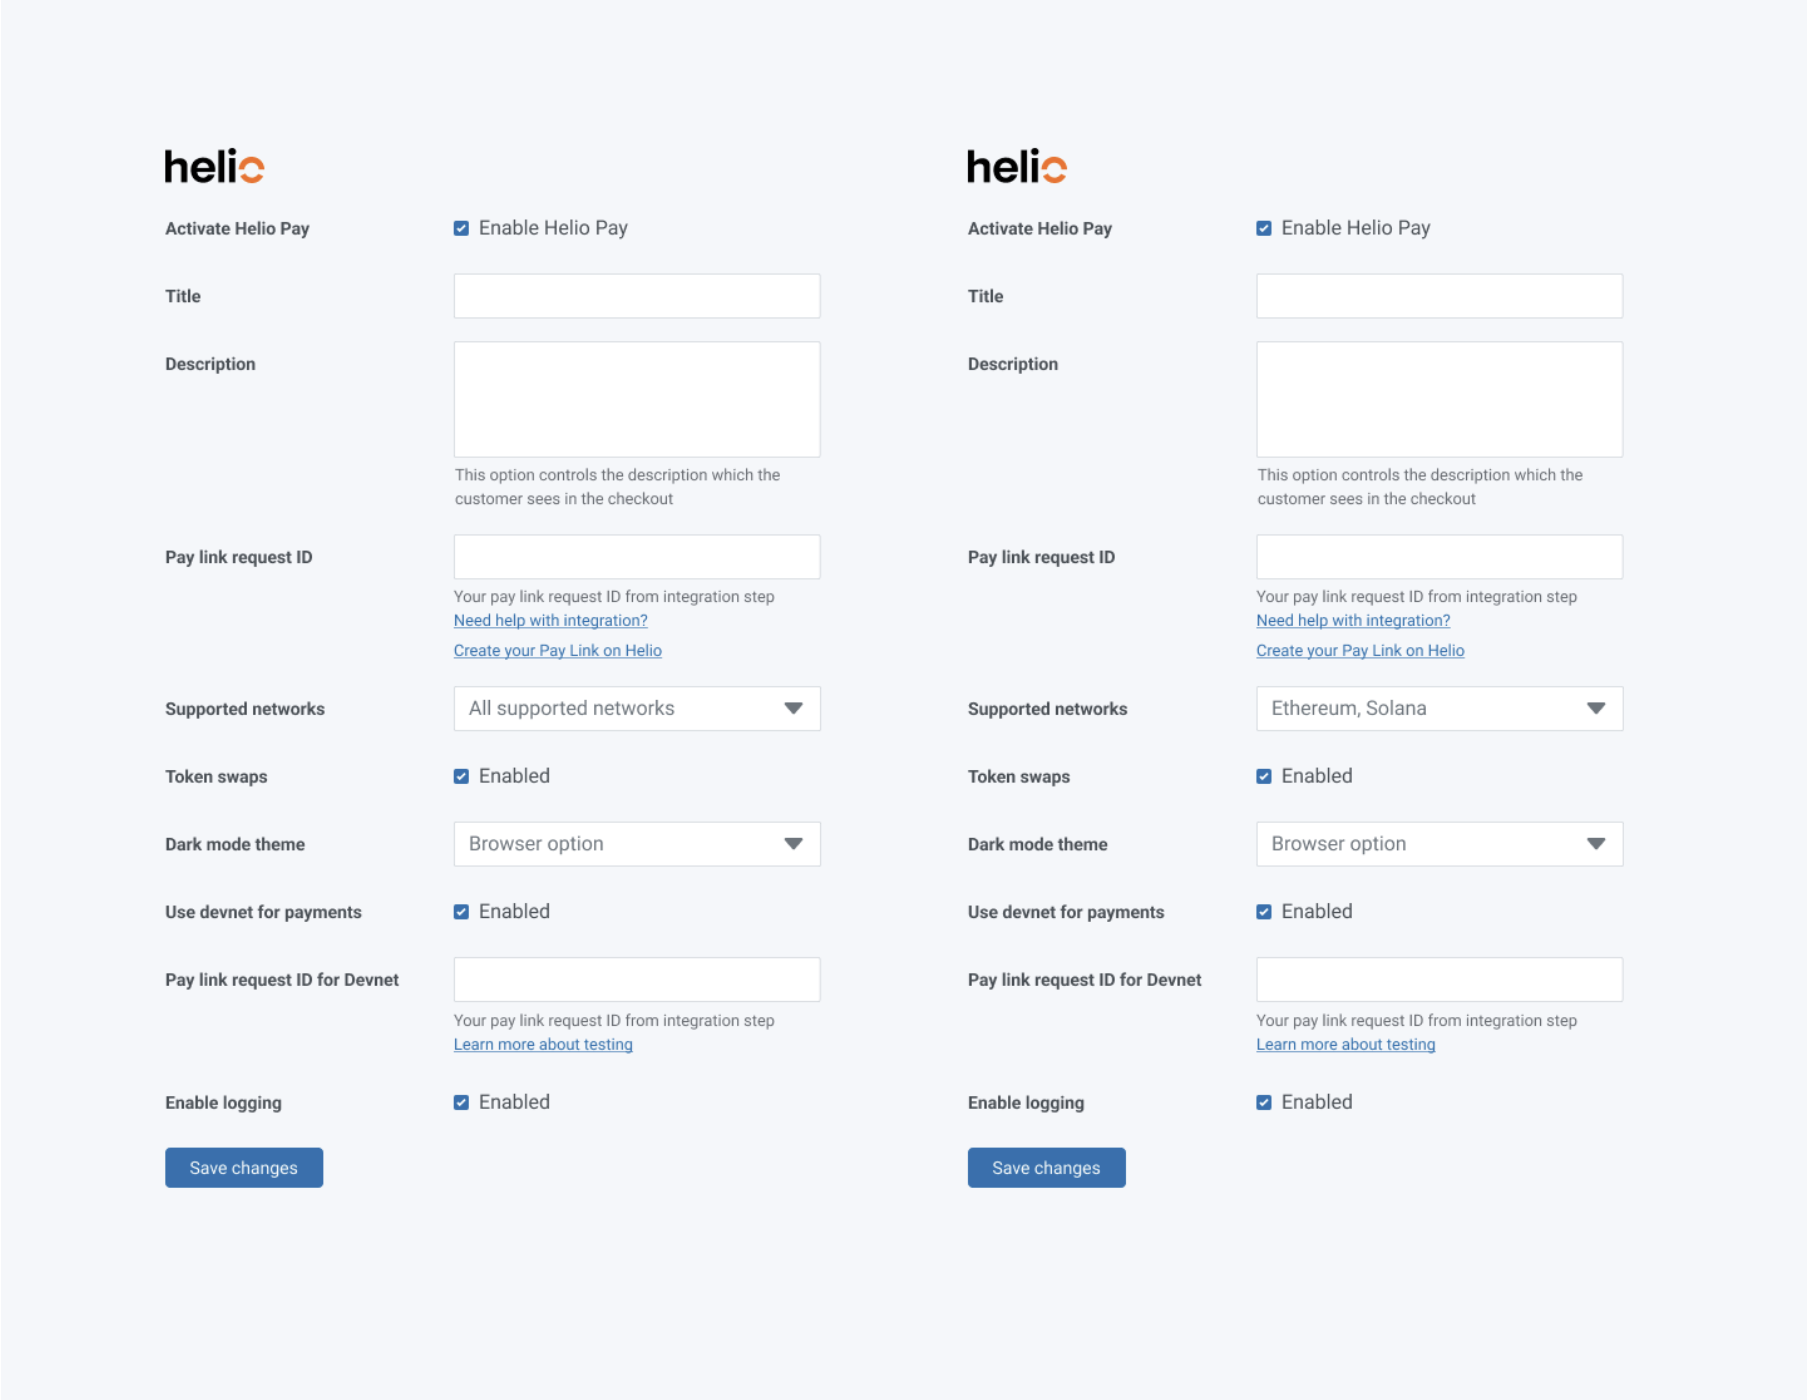 helio
Activate Helio Pay
Enable Helio Pay
Title
Description
This option controls the description which the
customer sees in the checkout
Pay link request ID
Your pay link request ID from integration step
Need help with integration?
Create your Pay Link on Helio
Supported networks
All supported networks
Token swaps
Enabled
Dark mode theme
Browser option
Use devnet for payments
Enabled
Pay link request ID for Devnet
Your pay link request ID from integration step
Learn more about testing
Enable logging
Enabled
Save changes
helio
Activate Helio Pay
Enable Helio Pay
Title
Description
This option controls the description which the
customer sees in the checkout
Pay link request ID
Your pay link request ID from integration step
Need help with integration?
Create your Pay Link on Helio
Supported networks
Ethereum, Solana
Token swaps
Enabled
Dark mode theme
Browser option
Use devnet for payments
Enabled
Pay link request ID for Devnet
Your pay link request ID from integration step
Learn more about testing
Enable logging
Enabled
Save changes